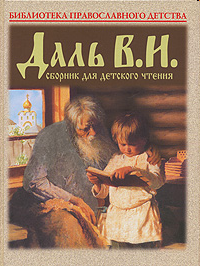 БИБЛИОТЕКА ПРАВОСЛАВНОГО ДЕТСТВА
ДАЛЬ В.И.
СБОРНИК ДЛЯ ДЕТСКОГО ЧТЕНИЯ